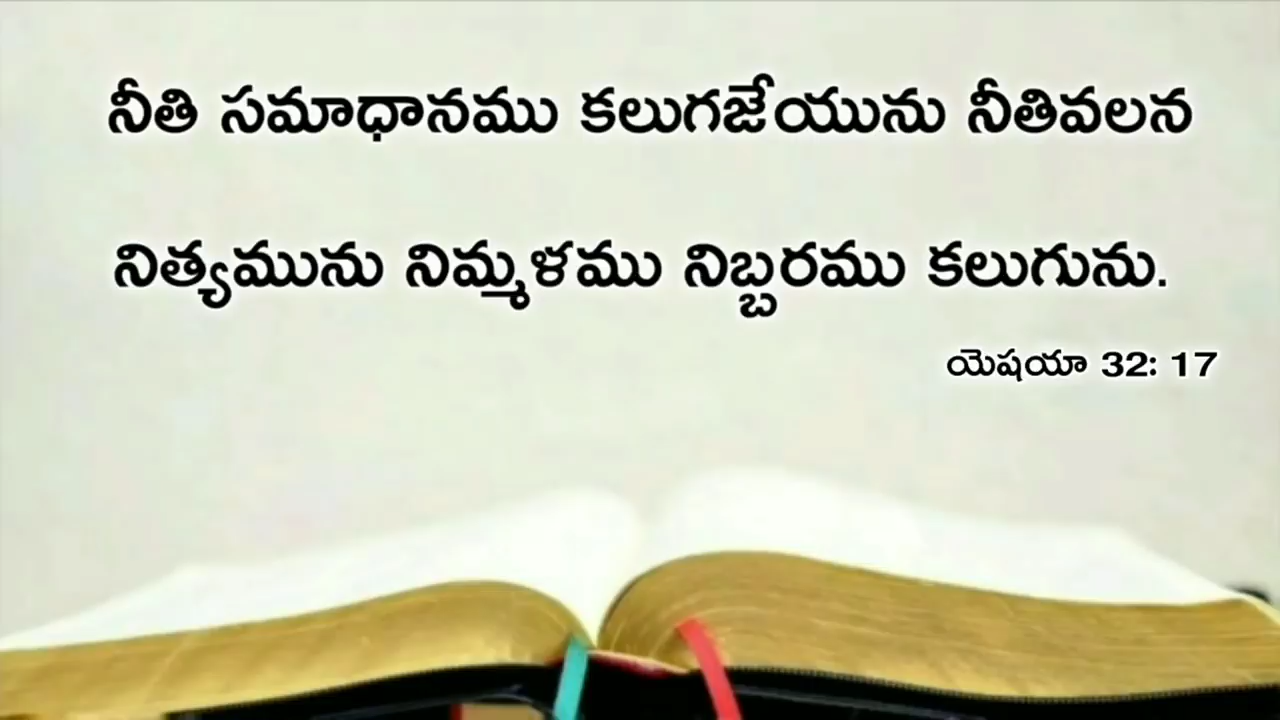 నీతి సమాధానము కలుగజేయును నీతివలన
నిత్యమును నిమ్మళము నిబ్బరము కలుగును.
యెషయా 32: 17